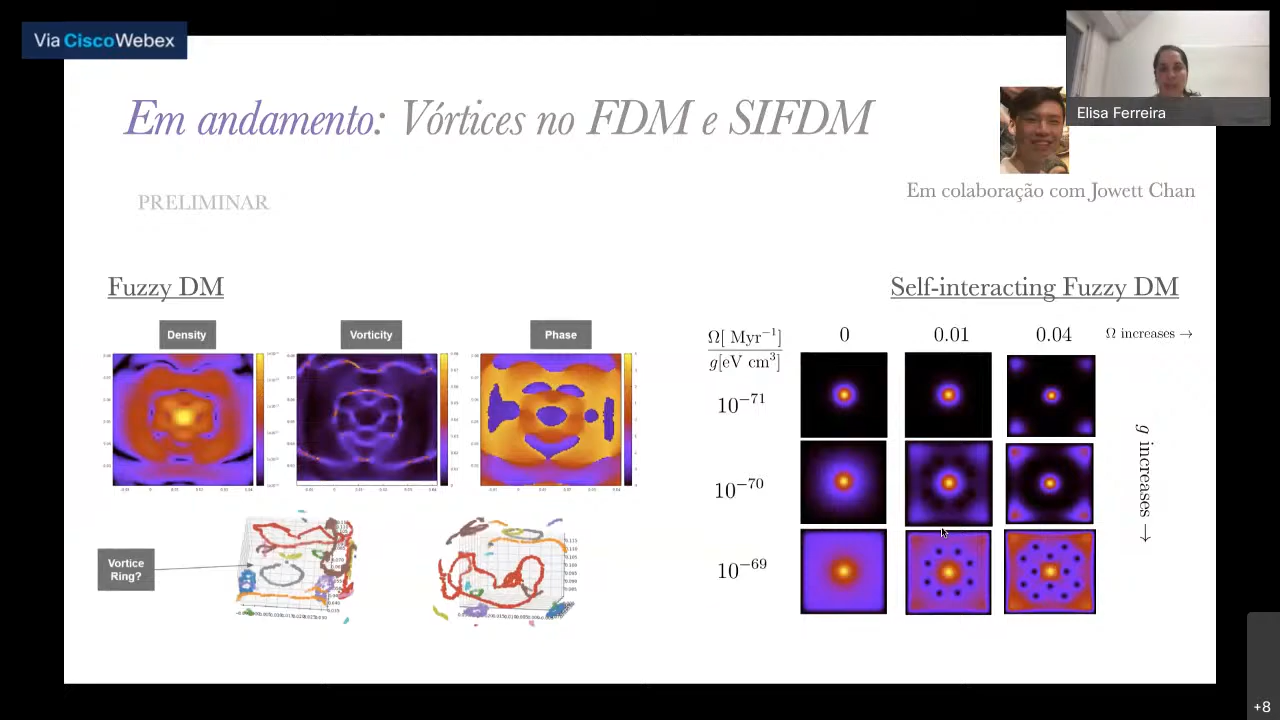 Via Cisco Webex
Elisa Ferreira
Em andamento: Vórtices no FDM e SIFDM
PRELIMINAR
Em colaboração com Jowett Chan
Fuzzy DM
Self-interacting Fuzzy DM
Density
Vorticity
Phase
Ω[ Myr⁻¹]
g[eV cm³]
0
0.01
0.04
Ω increases →
10⁻⁷¹
10⁻⁷⁰
10⁻⁶⁹
g increases →
Vortice
Ring?
+8